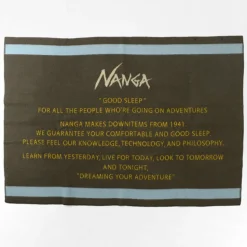 NANGA
"GOOD SLEEP"
FOR ALL THE PEOPLE WHO'RE GOING ON ADVENTURES
NANGA MAKES DOWNITEMS FROM 1941
WE GUARANTEE YOUR COMFORTABLE AND GOOD SLEEP.
PLEASE FEEL OUR KNOWLEDGE, TECHNOLOGY, AND PHILOSOPHY.
LEARN FROM YESTERDAY, LIVE FOR TODAY, LOOK TO TOMORROW
AND TONIGHT,
"DREAMING YOUR ADVENTURE"